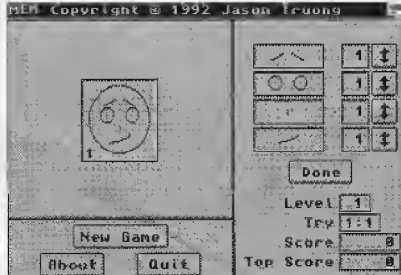 MEM Copyright © 1992 Jason Truong
1
1
1
1
1
Done
Level 1
Try 1:1
Score 0
Top Score 0
New Game
About Quit